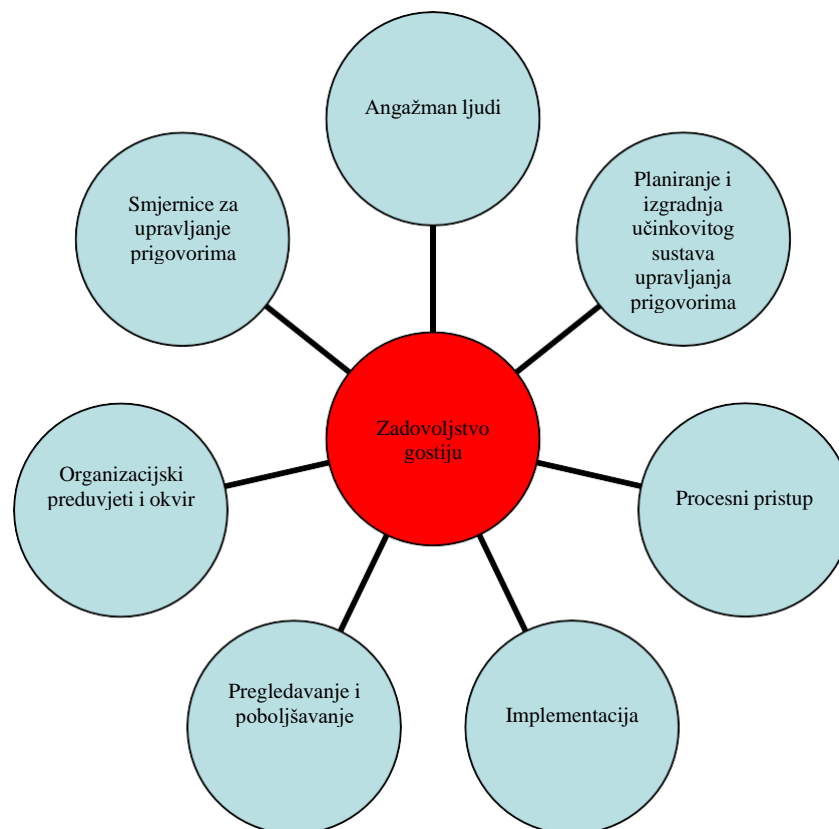 Angažman ljudi
Smjernice za
upravljanje
prigovorima
Planiranje i
izgradnja
učinkovitog
sustava
upravljanja
prigovorima
Zadovoljstvo
gostiju
Organizacijski
preduvjeti i okvir
Procesni pristup
Pregledavanje i
poboljšavanje
Implementacija